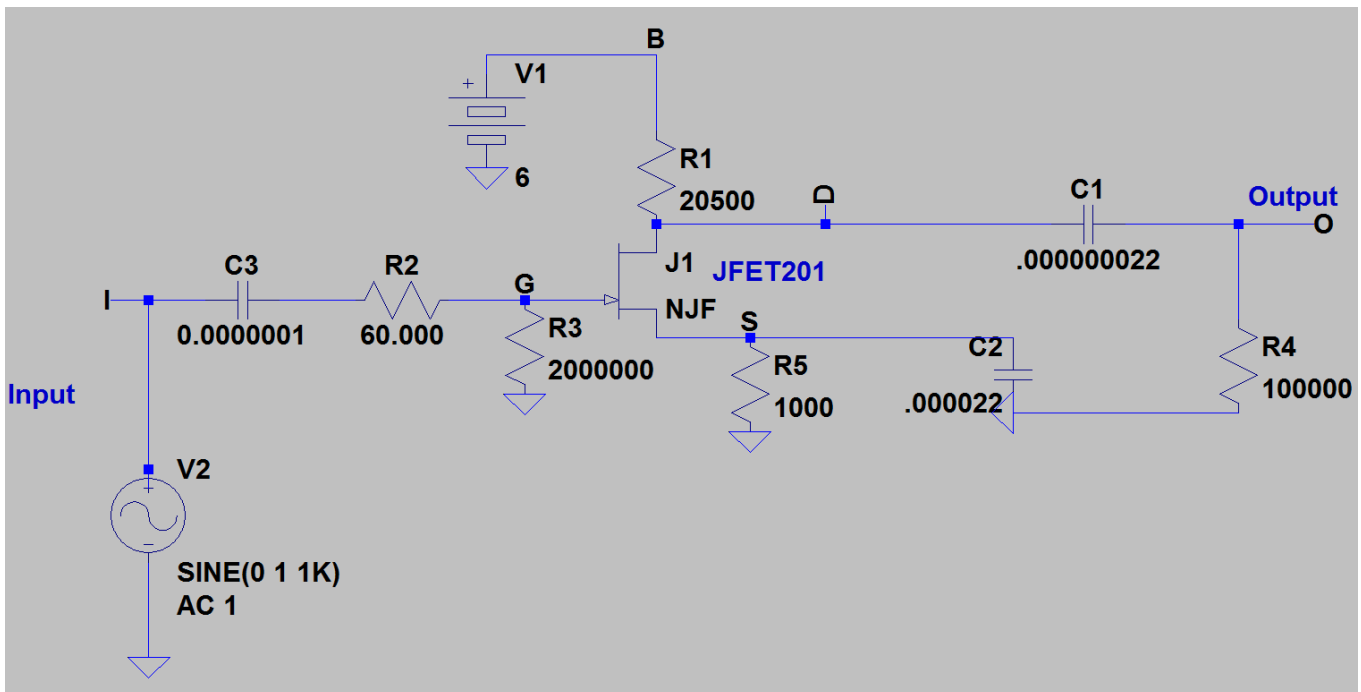 B
V1
+
6
R1
20500
D
C1
.000000022
Output
O
J1
JFET201
NJF
C3
0.0000001
R2
60.000
I
G
R3
2000000
S
R5
1000
C2
.000022
R4
100000
Input
V2
+
SINE(0 1 1K)
AC 1